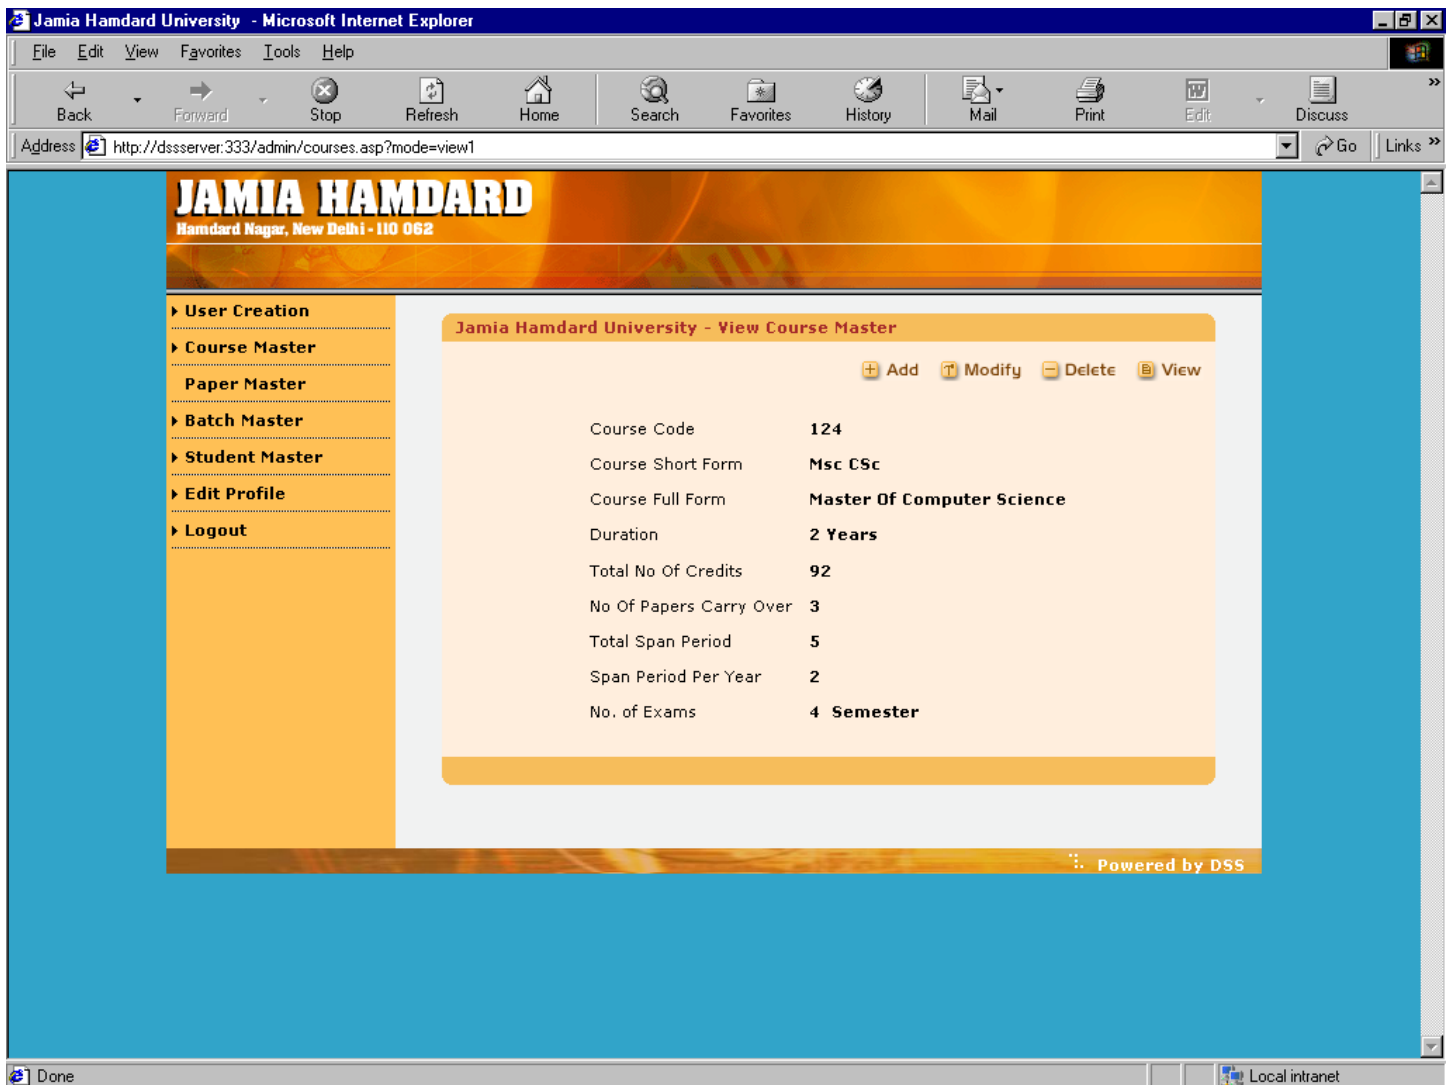 Jamia Hamdard University - Microsoft Internet Explorer
File Edit View Favorites Tools Help
Back Forward Stop Refresh Home Search Favorites History Mail Print Edit Discuss »
Address http://dssserver:333/admin/courses.asp?mode=view1 Go Links »
JAMIA HAMDARD
Hamdard Nagar, New Delhi - 110 062
User Creation
Course Master
Paper Master
Batch Master
Student Master
Edit Profile
Logout
Jamia Hamdard University - View Course Master
Add Modify Delete View
Course Code 124
Course Short Form Msc CSc
Course Full Form Master Of Computer Science
Duration 2 Years
Total No Of Credits 92
No Of Papers Carry Over 3
Total Span Period 5
Span Period Per Year 2
No. of Exams 4 Semester
Powered by DSS
Done Local intranet